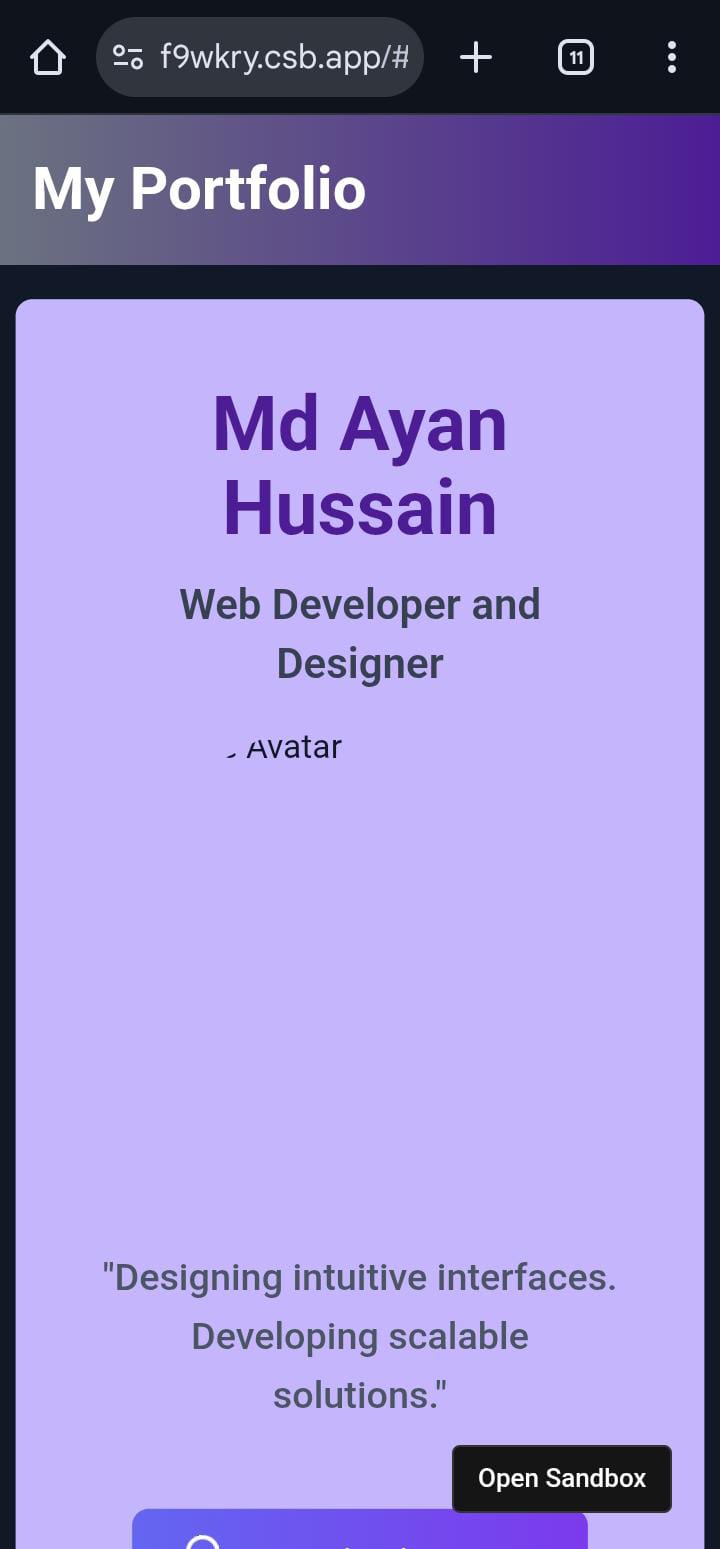 f9wkry.csb.app/#
11
My Portfolio
Md Ayan
Hussain
Web Developer and
Designer
Avatar
"Designing intuitive interfaces.
Developing scalable
solutions."
Open Sandbox